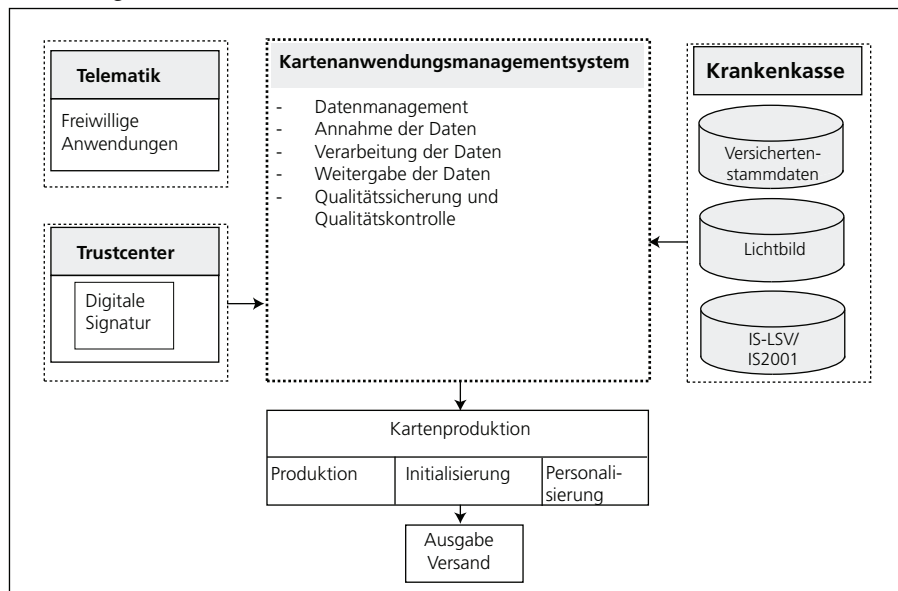 Telematik
Freiwillige
Anwendungen
Trustcenter
Digitale
Signatur
Kartenanwendungsmanagementsystem
- Datenmanagement
- Annahme der Daten
- Verarbeitung der Daten
- Weitergabe der Daten
- Qualitätssicherung und
Qualitätskontrolle
Krankenkasse
Versicherten-
stammdaten
Lichtbild
IS-LSV/
IS2001
Kartenproduktion
Produktion
Initialisierung
Personali-
sierung
Ausgabe
Versand